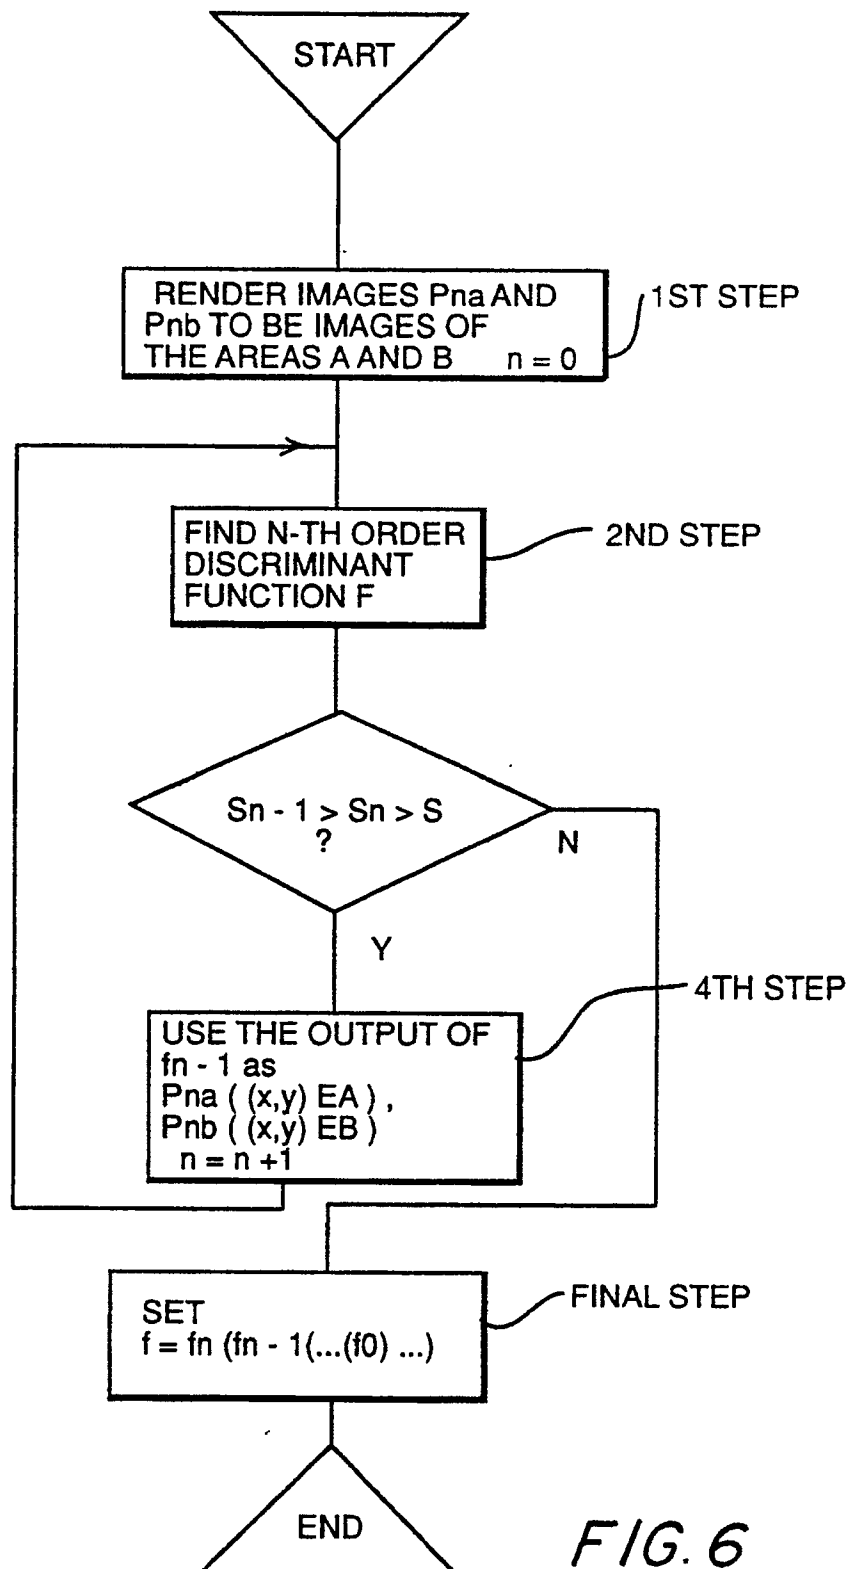 START
RENDER IMAGES Pna AND
Pnb TO BE IMAGES OF
THE AREAS A AND B n = 0
1ST STEP
FIND N-TH ORDER
DISCRIMINANT
FUNCTION F
2ND STEP
Sn - 1 > Sn > S
?
N
Y
4TH STEP
USE THE OUTPUT OF
fn - 1 as
Pna ( (x,y) EA ) ,
Pnb ( (x,y) EB )
n = n +1
SET
f = fn (fn - 1(...(f0) ...)
FINAL STEP
END
FIG. 6